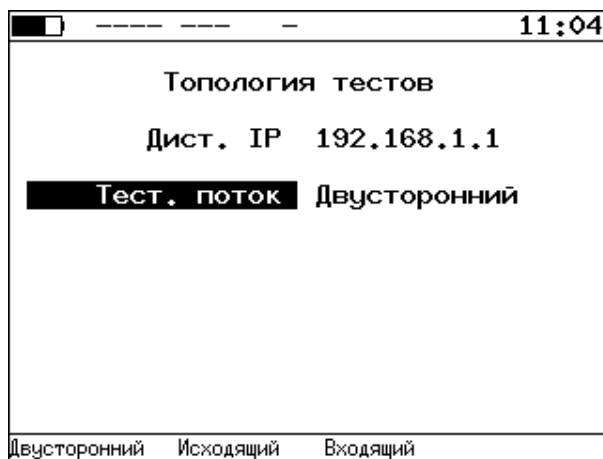 ---- --- - 11:04
Топология тестов
Дист. IP 192.168.1.1
Тест. поток Двусторонний
Двусторонний Исходящий Входящий